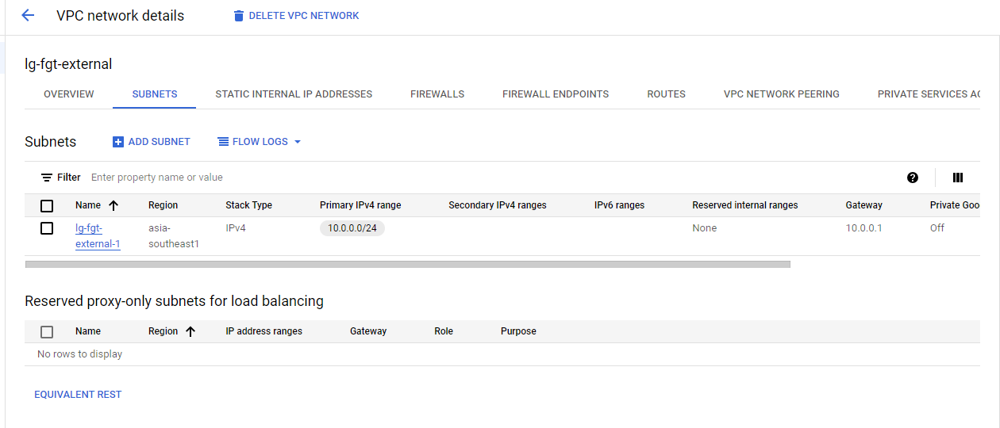 VPC network details
DELETE VPC NETWORK
lg-fgt-external
OVERVIEW
SUBNETS
STATIC INTERNAL IP ADDRESSES
FIREWALLS
FIREWALL ENDPOINTS
ROUTES
VPC NETWORK PEERING
PRIVATE SERVICES AC
Subnets
ADD SUBNET
FLOW LOGS
Filter Enter property name or value
Name Region Stack Type Primary IPv4 range Secondary IPv4 ranges IPv6 ranges Reserved internal ranges Gateway Private Goo
lg-fgt- asia- IPv4 10.0.0.0/24 None 10.0.0.1 Off
external-1 southeast1
Reserved proxy-only subnets for load balancing
Name Region IP address ranges Gateway Role Purpose
No rows to display
EQUIVALENT REST